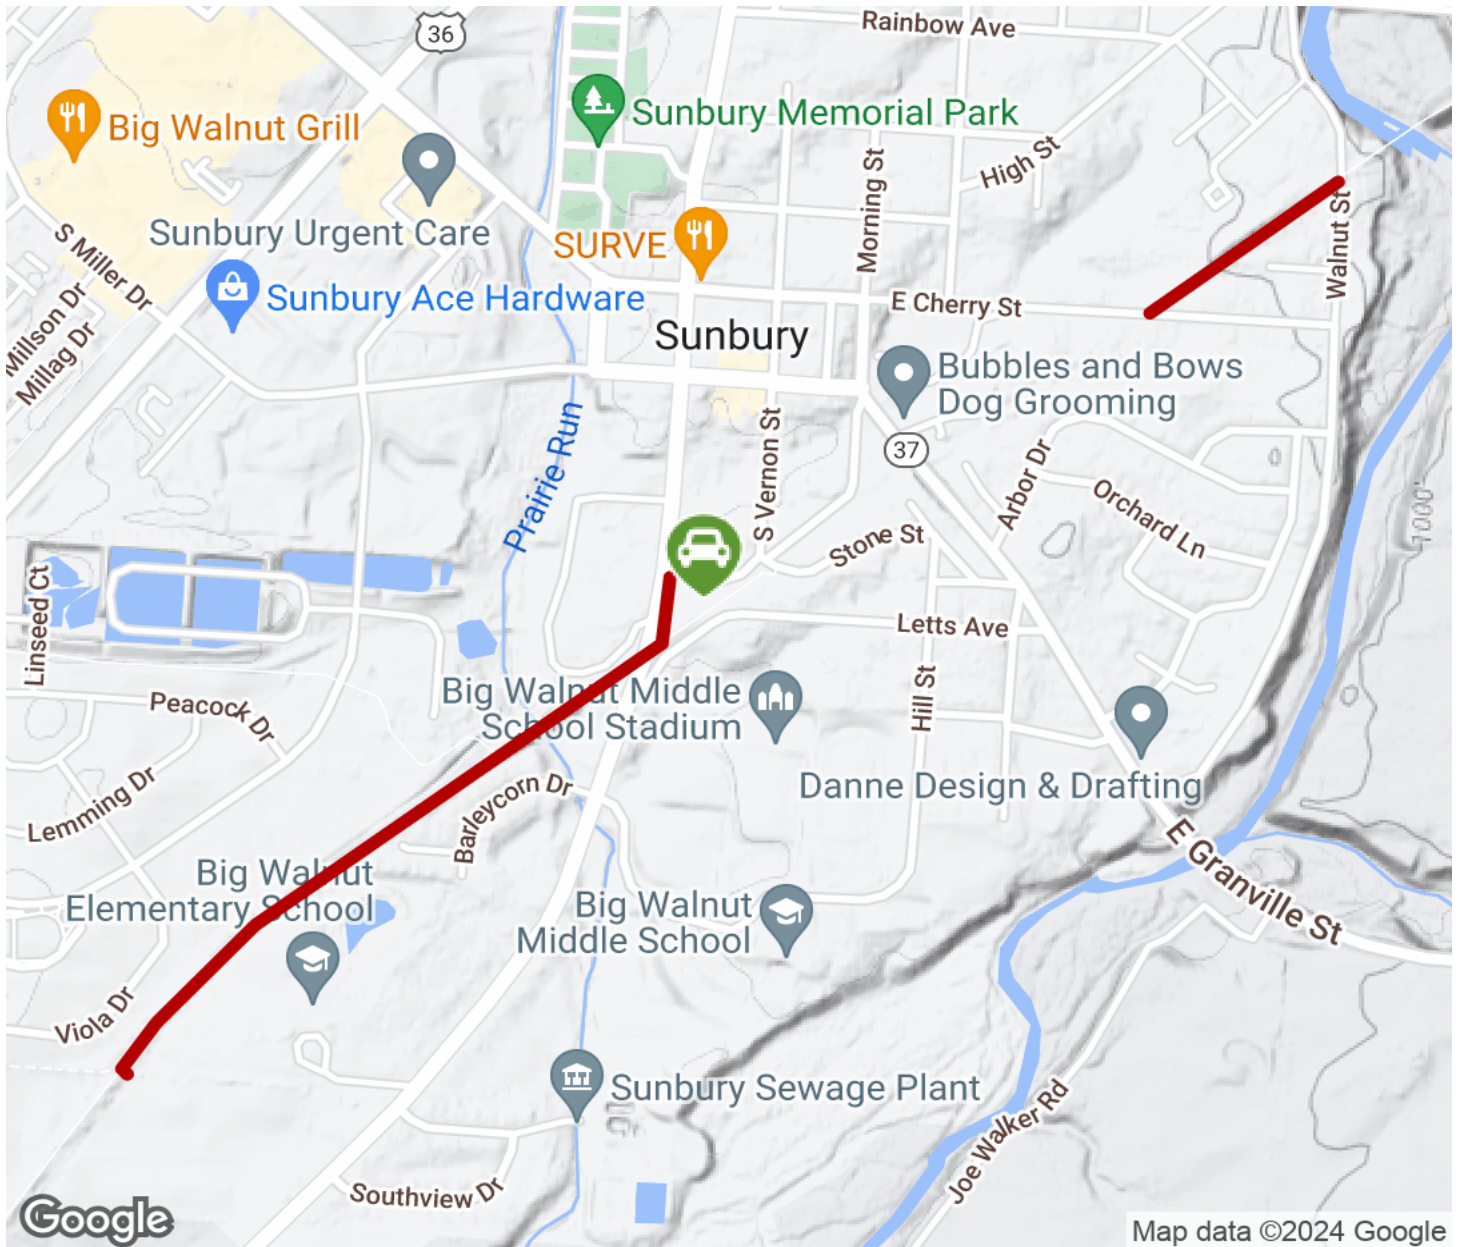 36
Rainbow Ave
Big Walnut Grill
Sunbury Memorial Park
High St
Morning St
S Miller Dr
Sunbury Urgent Care
SURVE
Walnut St
Millson Dr
Sunbury Ace Hardware
E Cherry St
Millag Dr
Sunbury
Bubbles and Bows
Dog Grooming
Prairie Run
S Vernon St
37
Arbor Dr
Orchard Ln
1000'
Stone St
Linseed Ct
Letts Ave
Big Walnut Middle
School Stadium
Hill St
Peacock Dr
Danne Design & Drafting
Lemming Dr
Barleycorn Dr
E Granville St
Big Walnut
Elementary School
Big Walnut
Middle School
Viola Dr
Sunbury Sewage Plant
Joe Walker Rd
Southview Dr
Google
Map data ©2024 Google